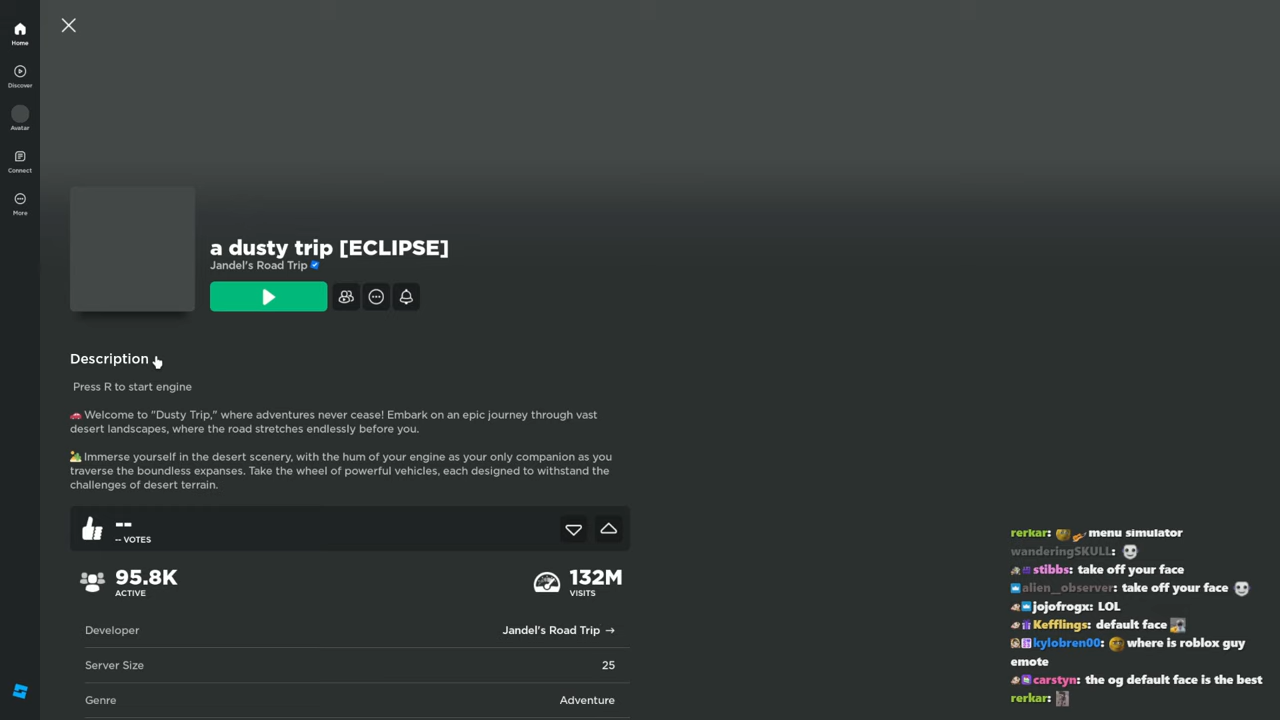 Home
Discover
Avatar
Connect
More
a dusty trip [ECLIPSE]
Jandel's Road Trip
Description
Press R to start engine
🚗 Welcome to "Dusty Trip," where adventures never cease! Embark on an epic journey through vast
desert landscapes, where the road stretches endlessly before you.
🏜️ Immerse yourself in the desert scenery, with the hum of your engine as your only companion as you
traverse the boundless expanses. Take the wheel of powerful vehicles, each designed to withstand the
challenges of desert terrain.
--
-- VOTES
95.8K
ACTIVE
132M
VISITS
Developer
Jandel's Road Trip →
Server Size
25
Genre
Adventure
rerkar: menu simulator
wanderingSKULL:
stibbs: take off your face
alien__observer: take off your face
jojofrogx: LOL
Kefflings: default face
kylobren00: where is roblox guy
emote
carstyn: the og default face is the best
rerkar: